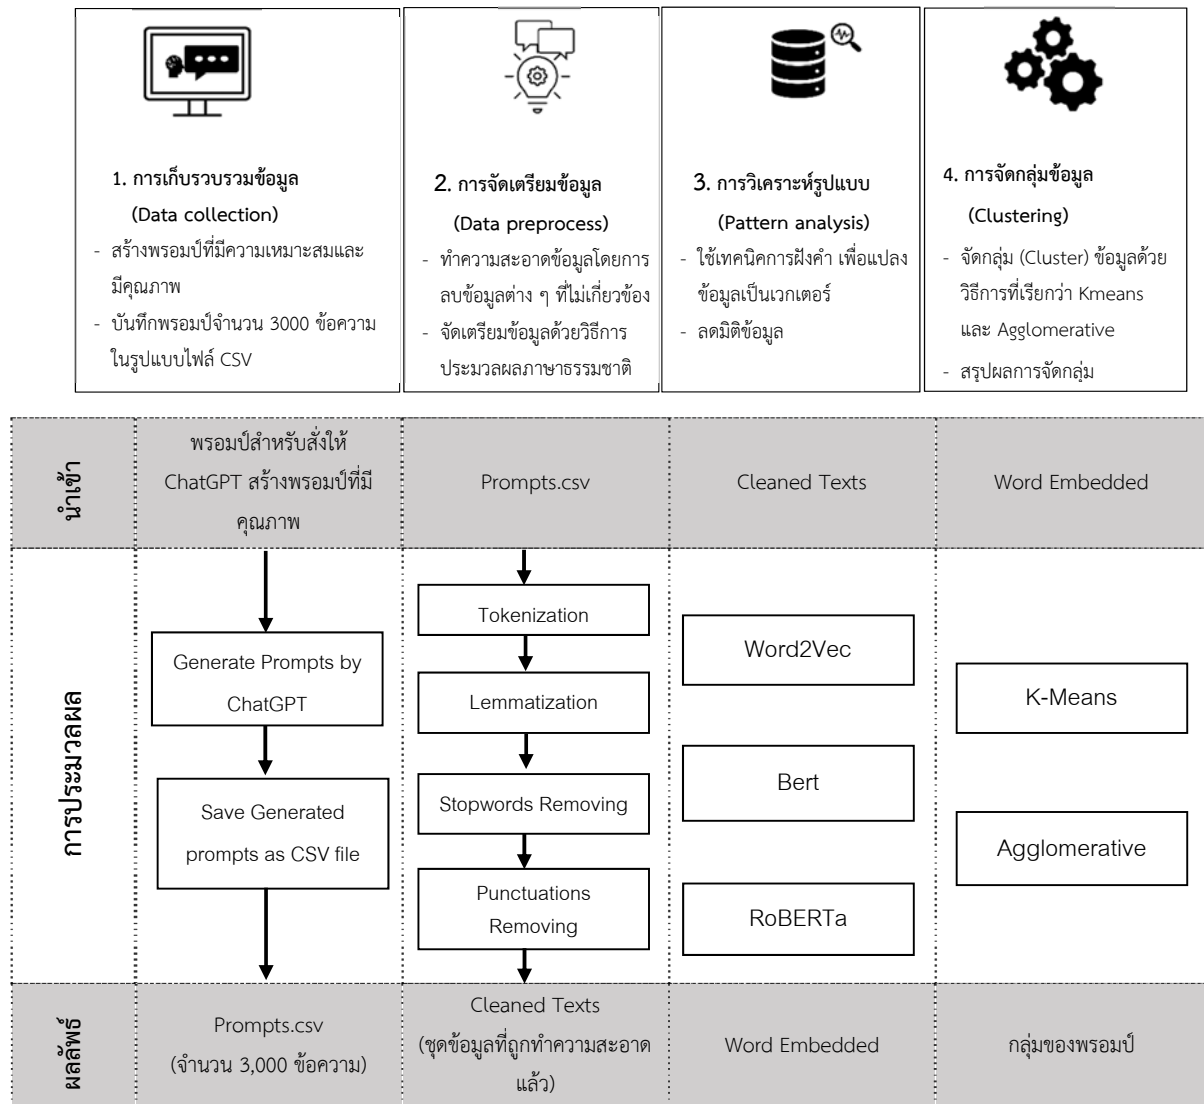 1. การเก็บรวบรวมข้อมูล
(Data collection)
- สร้างพรอมป์ที่มีความเหมาะสมและ
มีคุณภาพ
- บันทึกพรอมป์จำนวน 3000 ข้อความ
ในรูปแบบไฟล์ CSV
2. การจัดเตรียมข้อมูล
(Data preprocess)
- ทำความสะอาดข้อมูลโดยการ
ลบข้อมูลต่าง ๆ ที่ไม่เกี่ยวข้อง
- จัดเตรียมข้อมูลด้วยวิธีการ
ประมวลผลภาษาธรรมชาติ
3. การวิเคราะห์รูปแบบ
(Pattern analysis)
- ใช้เทคนิคการฝังคำ เพื่อแปลง
ข้อมูลเป็นเวกเตอร์
- ลดมิติข้อมูล
4. การจัดกลุ่มข้อมูล
(Clustering)
- จัดกลุ่ม (Cluster) ข้อมูลด้วย
วิธีการที่เรียกว่า Kmeans
และ Agglomerative
- สรุปผลการจัดกลุ่ม
นำเข้า
พรอมป์สำหรับสั่งให้
ChatGPT สร้างพรอมป์ที่มี
คุณภาพ
Prompts.csv
Cleaned Texts
Word Embedded
การประมวลผล
Generate Prompts by
ChatGPT
Save Generated
prompts as CSV file
Tokenization
Lemmatization
Stopwords Removing
Punctuations
Removing
Word2Vec
Bert
RoBERTa
K-Means
Agglomerative
ผลลัพธ์
Prompts.csv
(จำนวน 3,000 ข้อความ)
Cleaned Texts
(ชุดข้อมูลที่ถูกทำความสะอาด
แล้ว)
Word Embedded
กลุ่มของพรอมป์